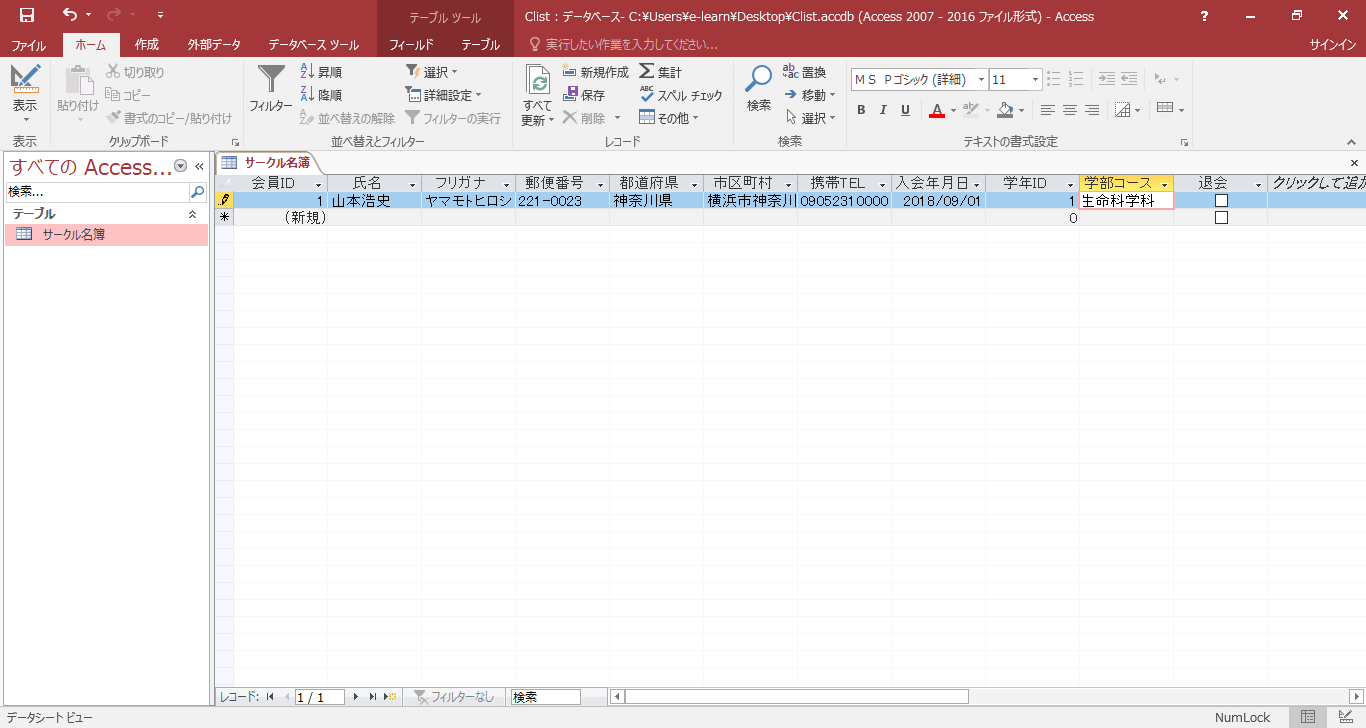 テーブル ツール
Clist : データベース- C:¥Users¥e-learn¥Desktop¥Clist.accdb (Access 2007 - 2016 ファイル形式) - Access
?
ファイル ホーム 作成 外部データ データベース ツール フィールド テーブル 実行したい作業を入力してください... サインイン
表示
貼り付け
切り取り
コピー
書式のコピー/貼り付け
フィルター
昇順
降順
並べ替えの解除
選択
詳細設定
フィルターの実行
すべて
更新
新規作成
保存
削除
集計
スペル チェック
その他
検索
置換
移動
選択
MS Pゴシック (詳細) 11
B I U A
表示 クリップボード 並べ替えとフィルター レコード 検索 テキストの書式設定
すべての Access...
検索...
テーブル
サークル名簿
サークル名簿
会員ID 氏名 フリガナ 郵便番号 都道府県 市区町村 携帯TEL 入会年月日 学年ID 学部コース 退会 クリックして追加
1 山本浩史 ヤマモトヒロシ 221-0023 神奈川県 横浜市神奈川 09052310000 2018/09/01 1 生命科学科
* (新規) 0
レコード: 1 / 1 フィルターなし 検索
データシート ビュー NumLock